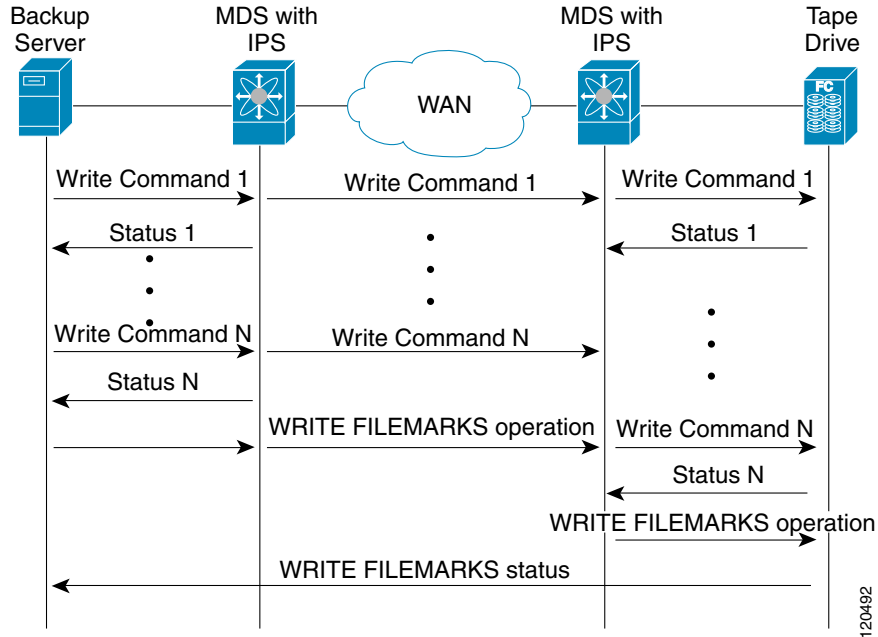 Backup
Server
MDS with
IPS
MDS with
IPS
Tape
Drive
WAN
FC
Write Command 1
Write Command 1
Write Command 1
Status 1
Status 1
Write Command N
Write Command N
Status N
WRITE FILEMARKS operation
Write Command N
Status N
WRITE FILEMARKS operation
WRITE FILEMARKS status
120492